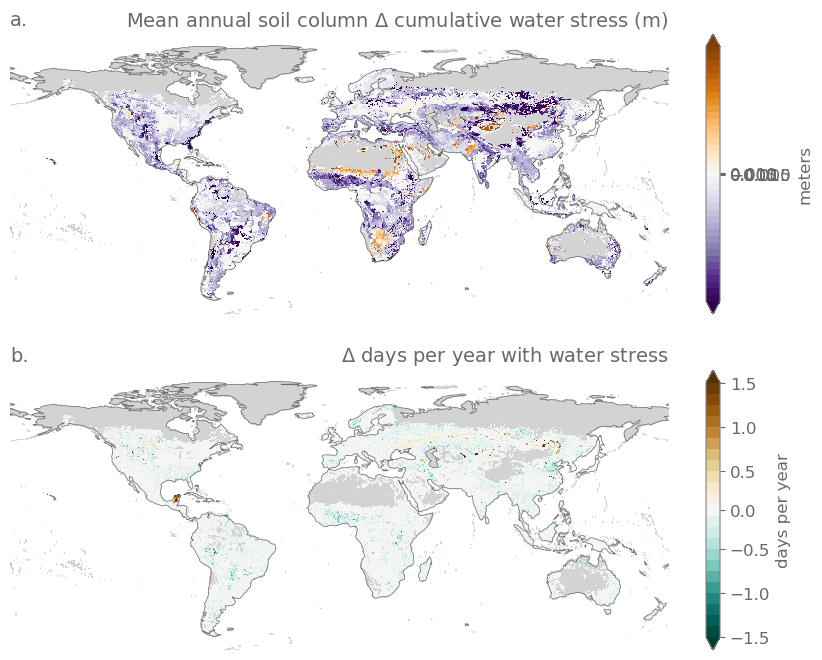 a.
Mean annual soil column Δ cumulative water stress (m)
meters
b.
Δ days per year with water stress
1.5
1.0
0.5
0.0
−0.5
−1.0
−1.5
days per year